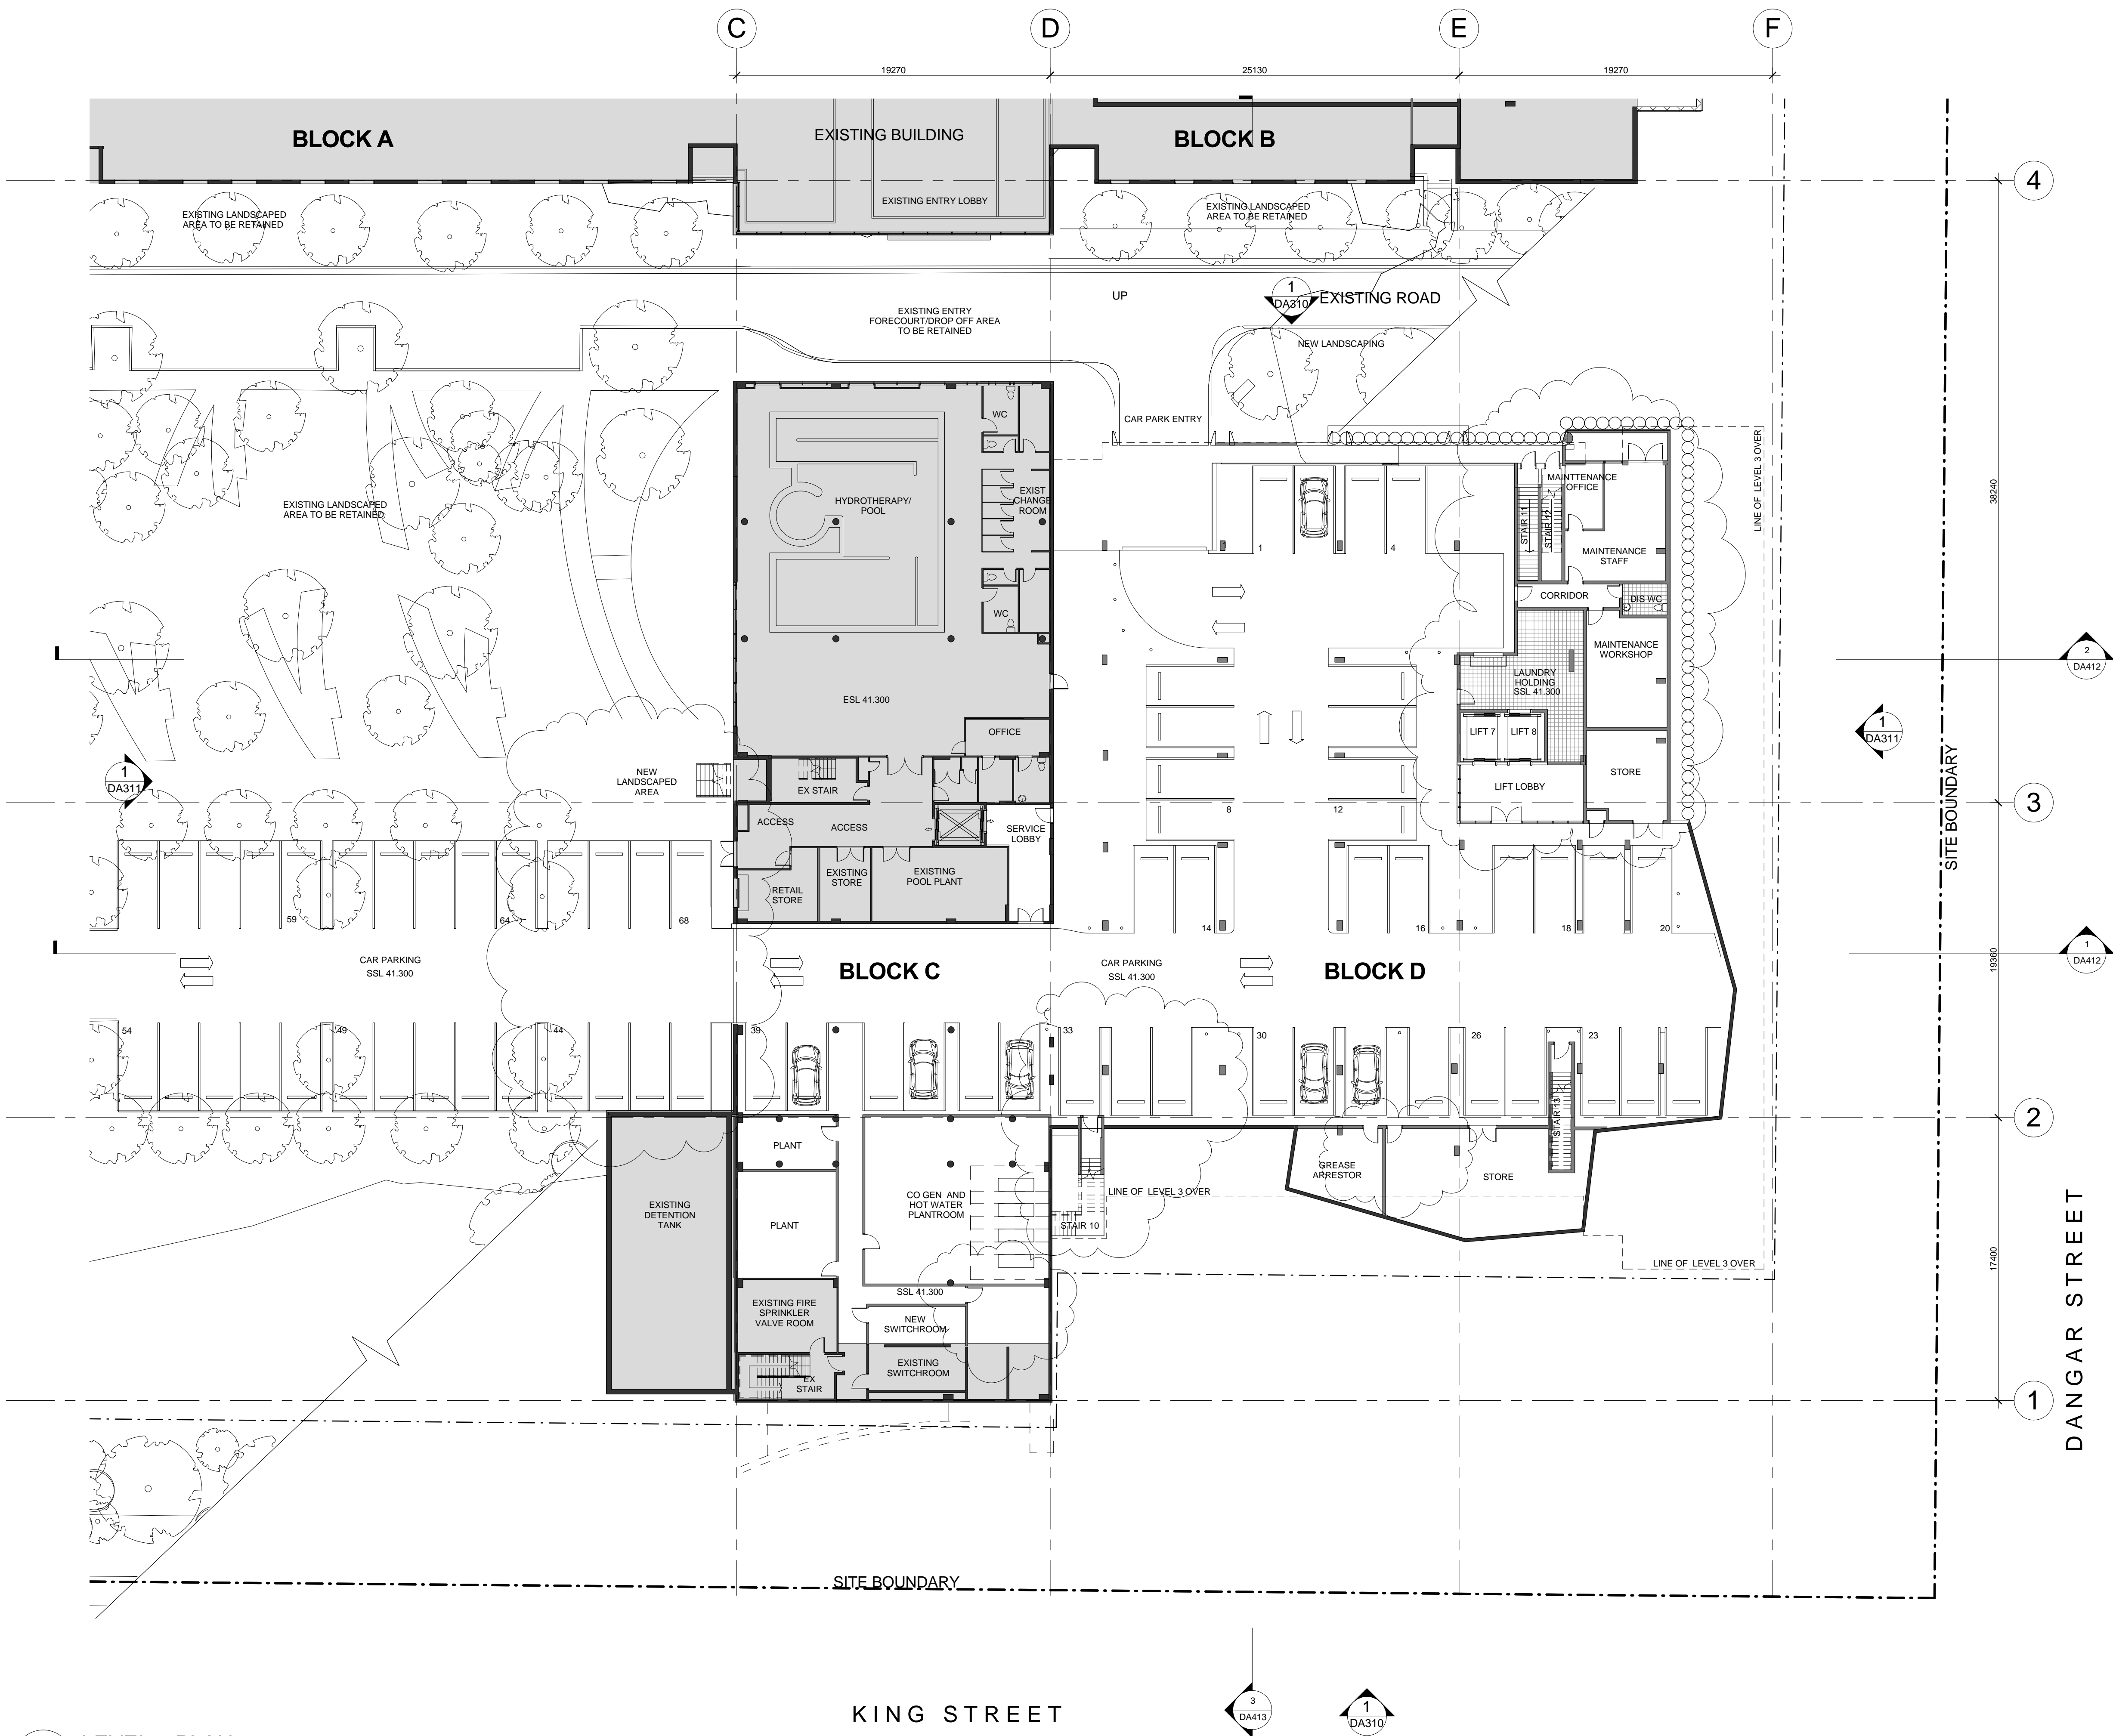 C
D
E
F
19270
25130
19270
BLOCK A
EXISTING BUILDING
BLOCK B
4
EXISTING ENTRY LOBBY
EXISTING LANDSCAPED
AREA TO BE RETAINED
EXISTING LANDSCAPED
AREA TO BE RETAINED
UP
1
DA310
EXISTING ROAD
EXISTING ENTRY
FORECOURT/DROP OFF AREA
TO BE RETAINED
NEW LANDSCAPING
CAR PARK ENTRY
WC
LINE OF LEVEL 3 OVER
MAINTTENANCE
OFFICE
38240
EXISTING LANDSCAPED
AREA TO BE RETAINED
HYDROTHERAPY/
POOL
EXIST
CHANGE
ROOM
STAIR 11
STAIR 12
1
4
MAINTENANCE
STAFF
CORRIDOR
DIS WC
WC
MAINTENANCE
WORKSHOP
2
DA412
LAUNDRY
HOLDING
SSL 41.300
ESL 41.300
OFFICE
LIFT 7
LIFT 8
1
DA311
SITE BOUNDARY
NEW
LANDSCAPED
AREA
1
DA311
EX STAIR
STORE
LIFT LOBBY
3
8
12
ACCESS
ACCESS
SERVICE
LOBBY
RETAIL
STORE
EXISTING
STORE
EXISTING
POOL PLANT
59
64
68
14
16
18
20
CAR PARKING
SSL 41.300
BLOCK C
CAR PARKING
SSL 41.300
BLOCK D
19360
1
DA412
54
49
44
39
33
30
26
23
STAIR 13
2
PLANT
GREASE
ARRESTOR
STORE
EXISTING
DETENTION
TANK
PLANT
CO GEN AND
HOT WATER
PLANTROOM
LINE OF LEVEL 3 OVER
STAIR 10
LINE OF LEVEL 3 OVER
17400
DANGAR STREET
SSL 41.300
EXISTING FIRE
SPRINKLER
VALVE ROOM
NEW
SWITCHROOM
EXISTING
SWITCHROOM
EX
STAIR
1
SITE BOUNDARY
KING STREET
3
DA413
1
DA310